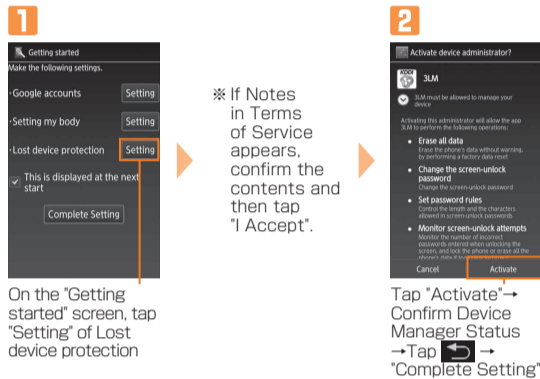 1
Getting started
Make the following settings.
・Google accounts
Setting
・Setting my body
Setting
・Lost device protection
Setting
This is displayed at the next
start
Complete Setting
On the "Getting
started" screen, tap
"Setting" of Lost
device protection
※ If Notes
in Terms
of Service
appears,
confirm the
contents and
then tap
"I Accept".
2
Activate device administrator?
KDDI
3LM
3LM must be allowed to manage your
device
Activating this administrator will allow the app
3LM to perform the following operations:
• Erase all data
Erase the phone's data without warning,
by performing a factory data reset
• Change the screen-unlock
password
Change the screen-unlock password
• Set password rules
Control the length and the characters
allowed in screen-unlock passwords
• Monitor screen-unlock attempts
Monitor the number of incorrect
passwords entered when unlocking the
screen, and lock the phone or erase all the
phone's data if
Cancel
Activate
Tap "Activate"→
Confirm Device
Manager Status
→Tap →
"Complete Setting"